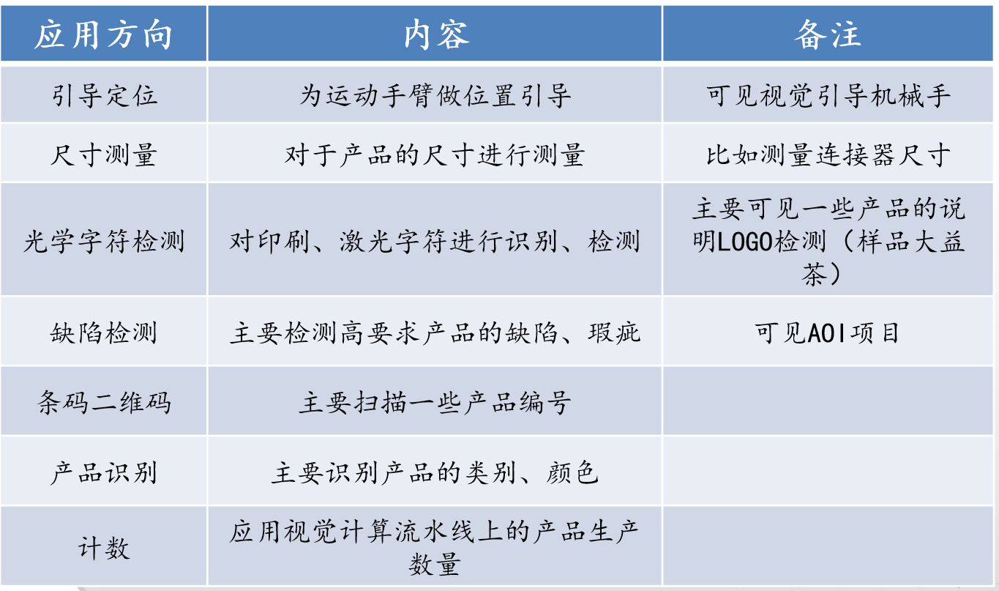 应用方向
内容
备注
引导定位
为运动手臂做位置引导
可见视觉引导机械手
尺寸测量
对于产品的尺寸进行测量
比如测量连接器尺寸
光学字符检测
对印刷、激光字符进行识别、检测
主要可见一些产品的说
明LOGO检测（样品大益
茶）
缺陷检测
主要检测高要求产品的缺陷、瑕疵
可见AOI项目
条码二维码
主要扫描一些产品编号
产品识别
主要识别产品的类别、颜色
计数
应用视觉计算流水线上的产品生产
数量